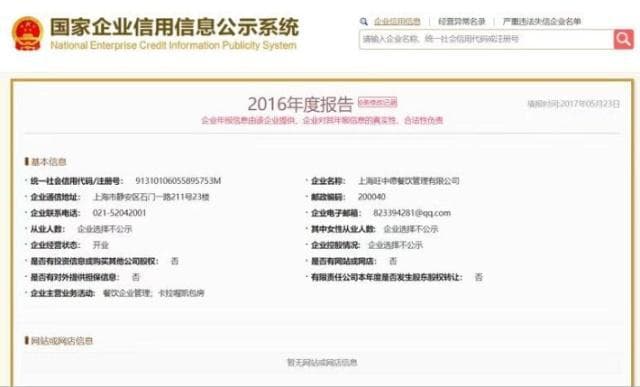 国家企业信用信息公示系统
National Enterprise Credit Information Publicity System
企业信用信息 | 经营异常名录 | 严重违法失信企业名单
请输入企业名称、统一社会信用代码或注册号
2016年度报告
填报时间:2017年05月23日
企业年报信息由该企业提供，企业对其年报信息的真实性、合法性负责
基本信息
统一社会信用代码/注册号： 91310106055895753M 企业名称： 上海旺中德餐饮管理有限公司
企业通信地址： 上海市静安区石门一路211号23楼 邮政编码： 200040
企业联系电话： 021-52042001 企业电子邮箱： 823394281@qq.com
从业人数： 企业选择不公示 其中女性从业人数： 企业选择不公示
企业经营状态： 开业 企业控股情况： 企业选择不公示
是否有投资信息或购买其他公司股权： 否 是否有网站或网店： 否
是否有对外提供担保信息： 否 有限责任公司本年度是否发生股东股权转让： 否
企业主营业务活动： 餐饮企业管理；卡拉喔凯包房
网站或网店信息
暂无网站或网店信息